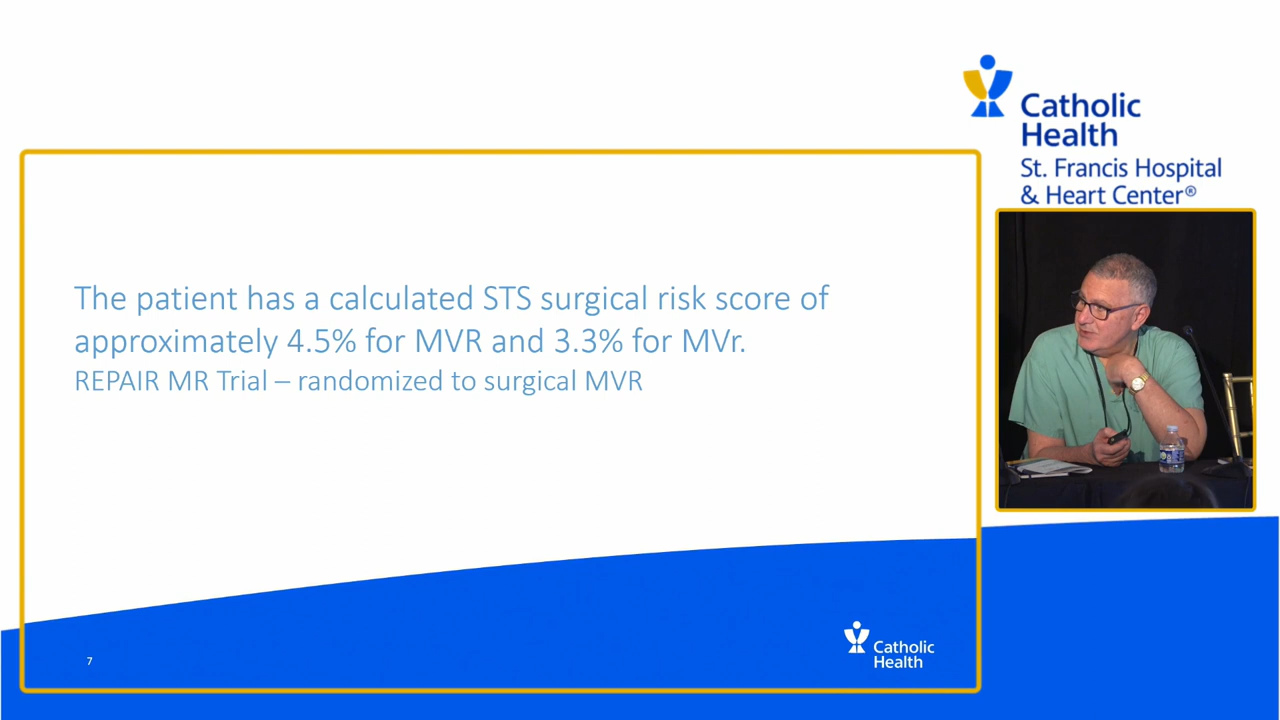 Catholic
Health
St. Francis Hospital
& Heart Center®
The patient has a calculated STS surgical risk score of
approximately 4.5% for MVR and 3.3% for MVr.
REPAIR MR Trial – randomized to surgical MVR
7
Catholic
Health